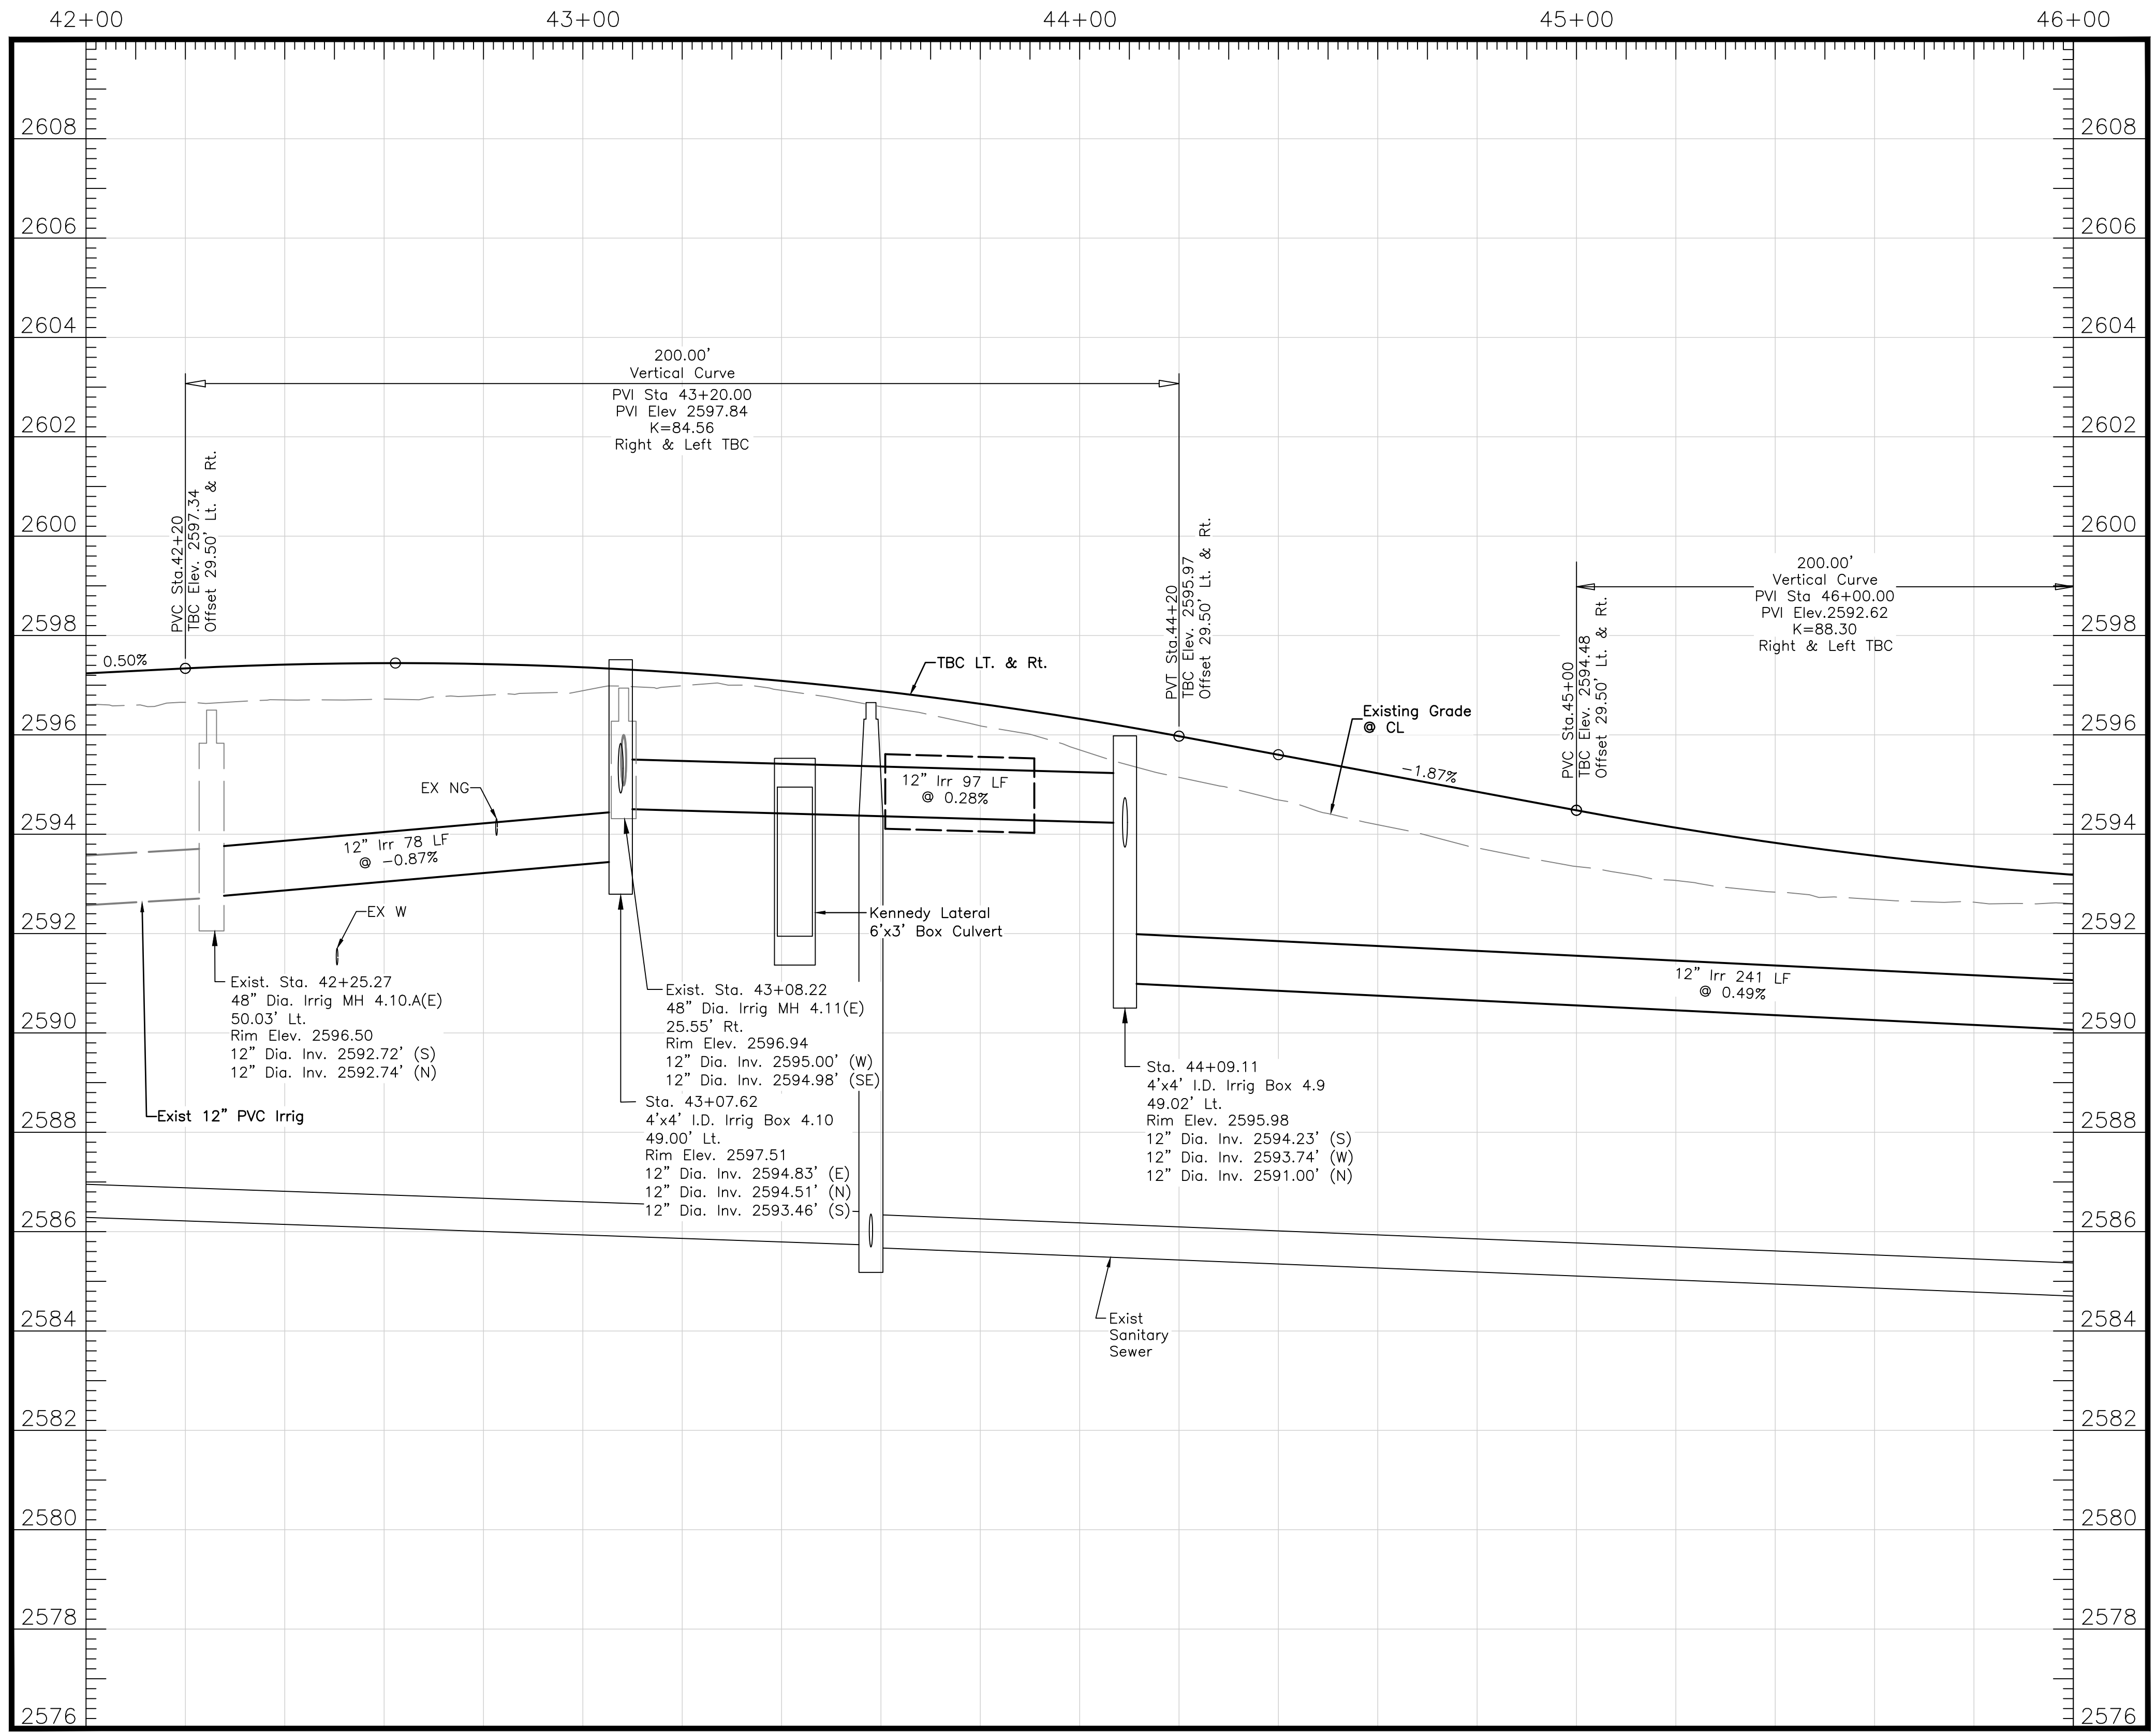 42+00
43+00
44+00
45+00
46+00
2608
2608
2606
2606
2604
2604
200.00'
Vertical Curve
PVI Sta 43+20.00
PVI Elev 2597.84
K=84.56
Right & Left TBC
2602
2602
PVC Sta.42+20
TBC Elev. 2597.34
Offset 29.50' Lt. & Rt.
2600
2600
PVT Sta.44+20
TBC Elev. 2595.97
Offset 29.50' Lt. & Rt.
200.00'
Vertical Curve
PVI Sta 46+00.00
PVI Elev.2592.62
K=88.30
Right & Left TBC
PVC Sta.45+00
TBC Elev. 2594.48
Offset 29.50' Lt. & Rt.
2598
2598
0.50%
TBC LT. & Rt.
Existing Grade
@ CL
2596
2596
-1.87%
EX NG
12" Irr 97 LF
@ 0.28%
2594
2594
12" Irr 78 LF
@ -0.87%
EX W
Kennedy Lateral
6'x3' Box Culvert
2592
2592
Exist. Sta. 42+25.27
48" Dia. Irrig MH 4.10.A(E)
50.03' Lt.
Rim Elev. 2596.50
12" Dia. Inv. 2592.72' (S)
12" Dia. Inv. 2592.74' (N)
Exist. Sta. 43+08.22
48" Dia. Irrig MH 4.11(E)
25.55' Rt.
Rim Elev. 2596.94
12" Dia. Inv. 2595.00' (W)
12" Dia. Inv. 2594.98' (SE)
12" Irr 241 LF
@ 0.49%
2590
2590
Exist 12" PVC Irrig
Sta. 43+07.62
4'x4' I.D. Irrig Box 4.10
49.00' Lt.
Rim Elev. 2597.51
12" Dia. Inv. 2594.83' (E)
12" Dia. Inv. 2594.51' (N)
12" Dia. Inv. 2593.46' (S)
Sta. 44+09.11
4'x4' I.D. Irrig Box 4.9
49.02' Lt.
Rim Elev. 2595.98
12" Dia. Inv. 2594.23' (S)
12" Dia. Inv. 2593.74' (W)
12" Dia. Inv. 2591.00' (N)
2588
2588
2586
2586
Exist
Sanitary
Sewer
2584
2584
2582
2582
2580
2580
2578
2578
2576
2576